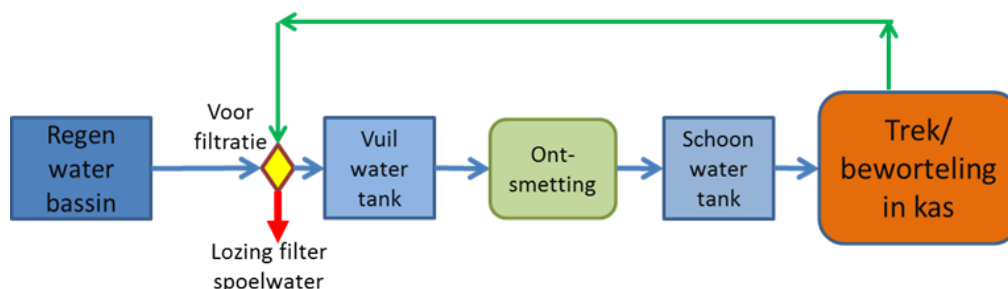 Regen
water
bassin
Voor
filtratie
Lozing filter
spoelwater
Vuil
water
tank
Ont-
smetting
Schoon
water
tank
Trek/
beworteling
in kas